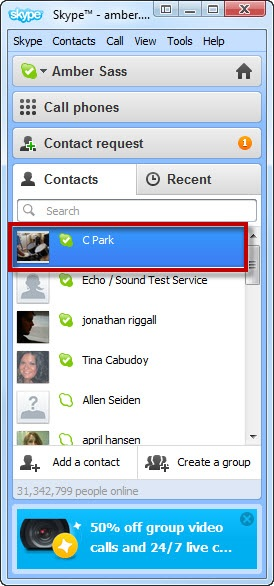 skype Skype™ - amber....
Skype Contacts Call View Tools Help
Amber Sass
Call phones
Contact request 1
Contacts Recent
Search
C Park
Echo / Sound Test Service
jonathan riggall
Tina Cabudoy
Allen Seiden
april hansen
Add a contact Create a group
31,342,799 people online
50% off group video
calls and 24/7 live c...